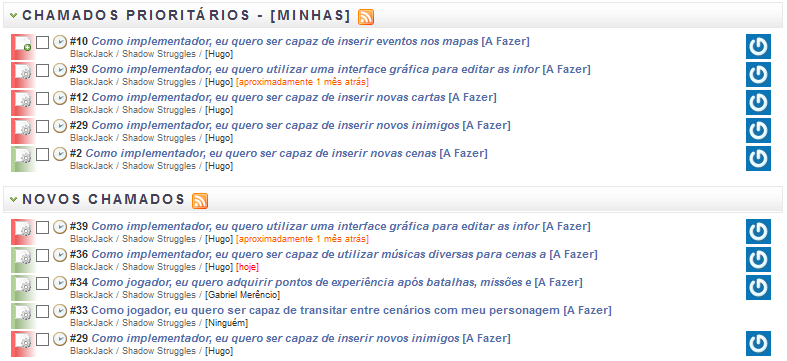 CHAMADOS PRIORITÁRIOS - [MINHAS]
#10 Como implementador, eu quero ser capaz de inserir eventos nos mapas [A Fazer]
BlackJack / Shadow Struggles / [Hugo]
#39 Como implementador, eu quero utilizar uma interface gráfica para editar as infor [A Fazer]
BlackJack / Shadow Struggles / [Hugo] [aproximadamente 1 mês atrás]
#12 Como implementador, eu quero ser capaz de inserir novas cartas [A Fazer]
BlackJack / Shadow Struggles / [Hugo]
#29 Como implementador, eu quero ser capaz de inserir novos inimigos [A Fazer]
BlackJack / Shadow Struggles / [Hugo]
#2 Como implementador, eu quero ser capaz de inserir novas cenas [A Fazer]
BlackJack / Shadow Struggles / [Hugo]
NOVOS CHAMADOS
#39 Como implementador, eu quero utilizar uma interface gráfica para editar as infor [A Fazer]
BlackJack / Shadow Struggles / [Hugo] [aproximadamente 1 mês atrás]
#36 Como implementador, eu quero ser capaz de utilizar músicas diversas para cenas a [A Fazer]
BlackJack / Shadow Struggles / [Hugo] [hoje]
#34 Como jogador, eu quero adquirir pontos de experiência após batalhas, missões e [A Fazer]
BlackJack / Shadow Struggles / [Gabriel Merêncio]
#33 Como jogador, eu quero ser capaz de transitar entre cenários com meu personagem [A Fazer]
BlackJack / Shadow Struggles / [Ninguém]
#29 Como implementador, eu quero ser capaz de inserir novos inimigos [A Fazer]
BlackJack / Shadow Struggles / [Hugo]